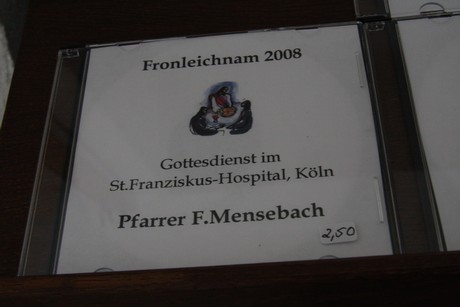 Fronleichnam 2008
Gottesdienst im
St.Franziskus-Hospital, Köln
Pfarrer F.Mensebach
2,50